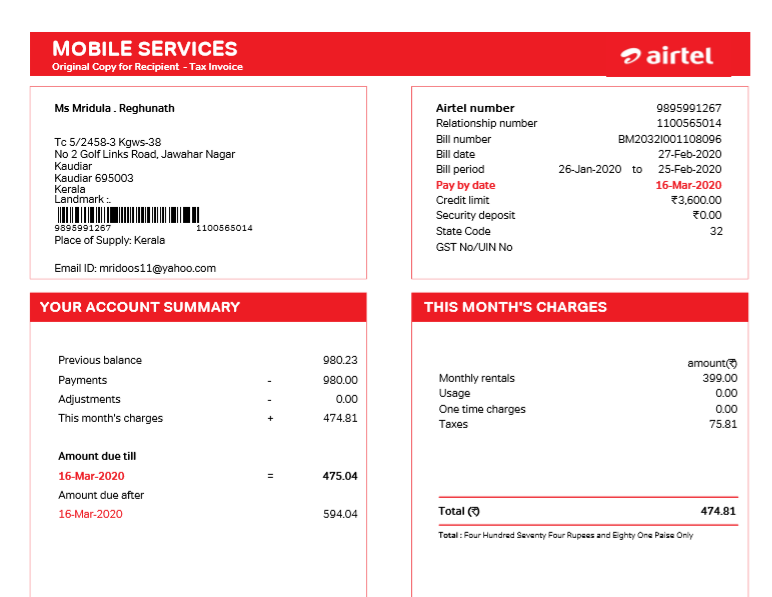 MOBILE SERVICES
Original Copy for Recipient - Tax Invoice
airtel
Ms Mridula . Reghunath
Tc 5/2458-3 Kgws-38
No 2 Golf Links Road, Jawahar Nagar
Kaudiar
Kaudiar 695003
Kerala
Landmark :.
9895991267 1100565014
Place of Supply: Kerala
Email ID: mridoos11@yahoo.com
Airtel number 9895991267
Relationship number 1100565014
Bill number BM2032I001108096
Bill date 27-Feb-2020
Bill period 26-Jan-2020 to 25-Feb-2020
Pay by date 16-Mar-2020
Credit limit ₹3,600.00
Security deposit ₹0.00
State Code 32
GST No/UIN No
YOUR ACCOUNT SUMMARY
Previous balance 980.23
Payments - 980.00
Adjustments - 0.00
This month's charges + 474.81
Amount due till
16-Mar-2020 = 475.04
Amount due after
16-Mar-2020 594.04
THIS MONTH'S CHARGES
amount(₹)
Monthly rentals 399.00
Usage 0.00
One time charges 0.00
Taxes 75.81
Total (₹) 474.81
Total : Four Hundred Seventy Four Rupees and Eighty One Paise Only